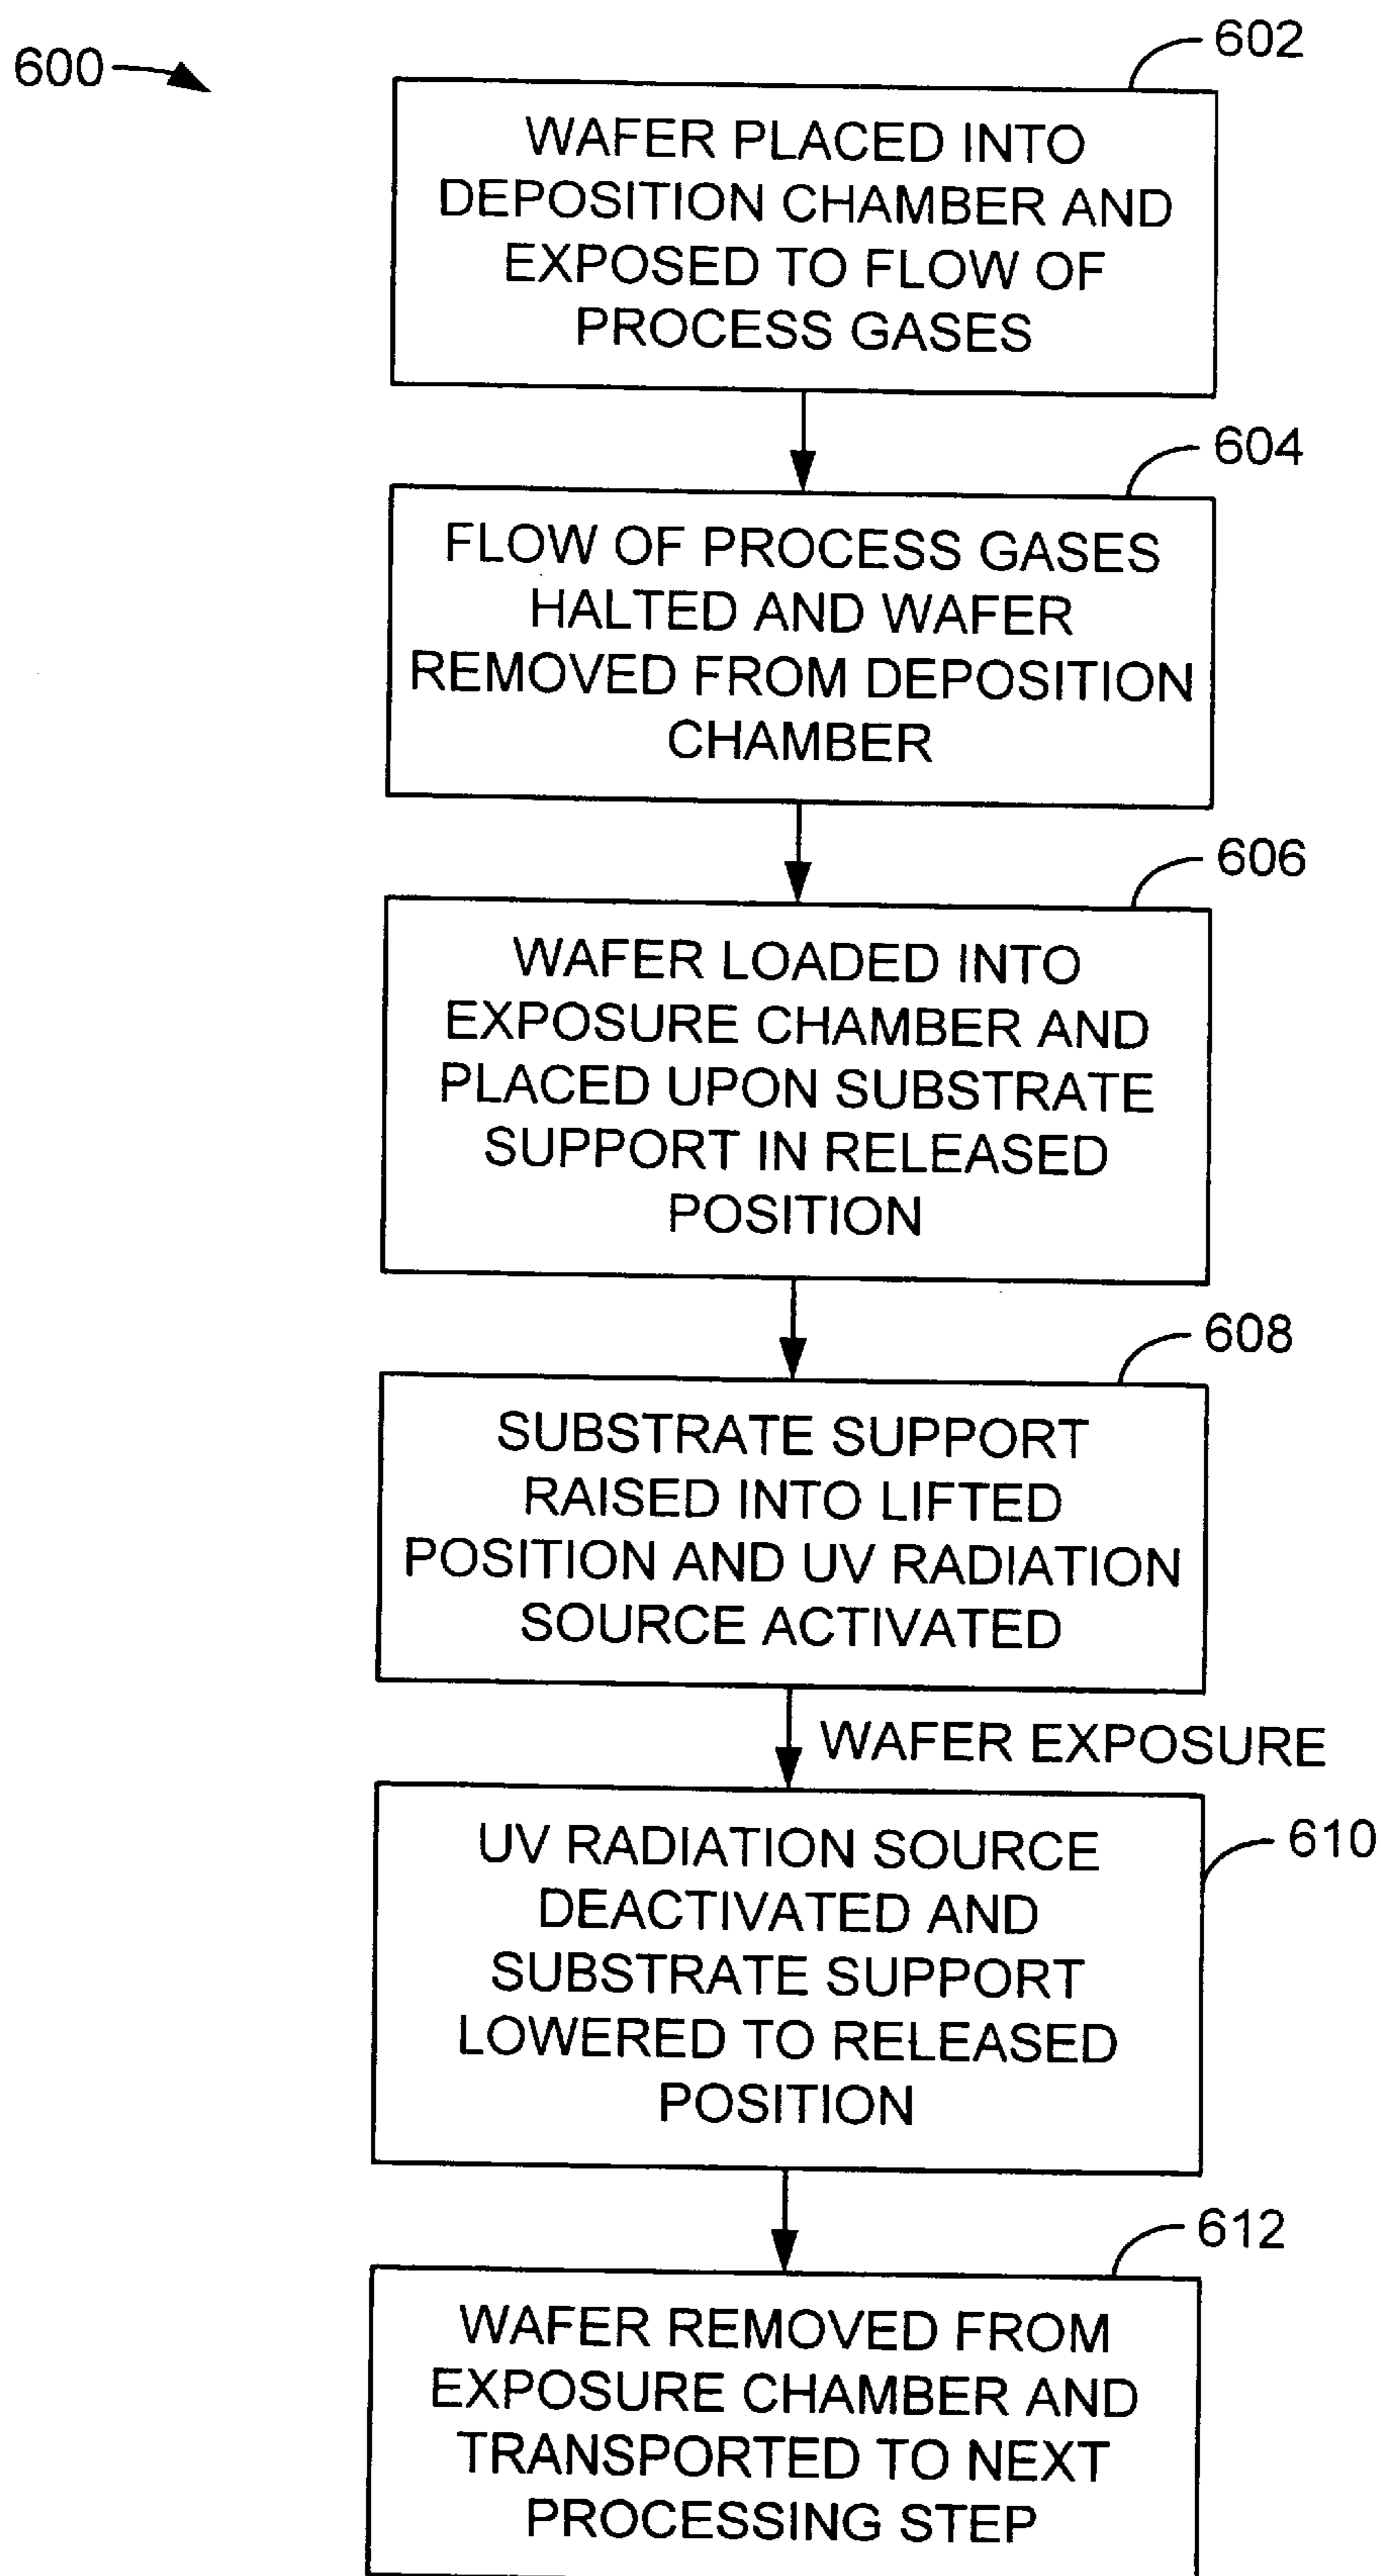 600
602
WAFER PLACED INTO
DEPOSITION CHAMBER AND
EXPOSED TO FLOW OF
PROCESS GASES
604
FLOW OF PROCESS GASES
HALTED AND WAFER
REMOVED FROM DEPOSITION
CHAMBER
606
WAFER LOADED INTO
EXPOSURE CHAMBER AND
PLACED UPON SUBSTRATE
SUPPORT IN RELEASED
POSITION
608
SUBSTRATE SUPPORT
RAISED INTO LIFTED
POSITION AND UV RADIATION
SOURCE ACTIVATED
WAFER EXPOSURE
610
UV RADIATION SOURCE
DEACTIVATED AND
SUBSTRATE SUPPORT
LOWERED TO RELEASED
POSITION
612
WAFER REMOVED FROM
EXPOSURE CHAMBER AND
TRANSPORTED TO NEXT
PROCESSING STEP